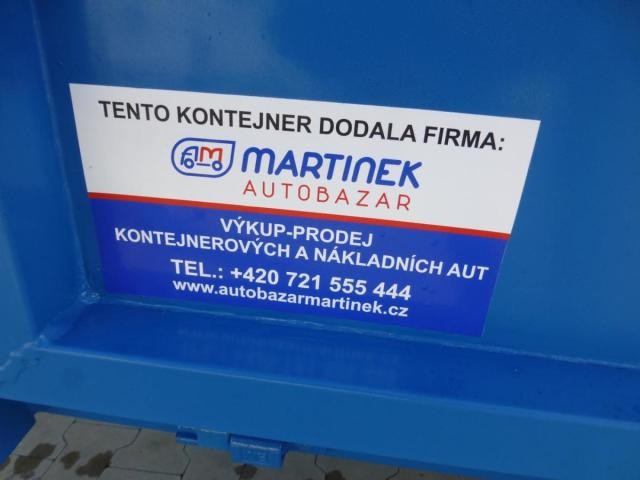 TENTO KONTEJNER DODALA FIRMA:
AM MARTINEK
AUTOBAZAR
VÝKUP-PRODEJ
KONTEJNEROVÝCH A NÁKLADNÍCH AUT
TEL.: +420 721 555 444
www.autobazarmartinek.cz